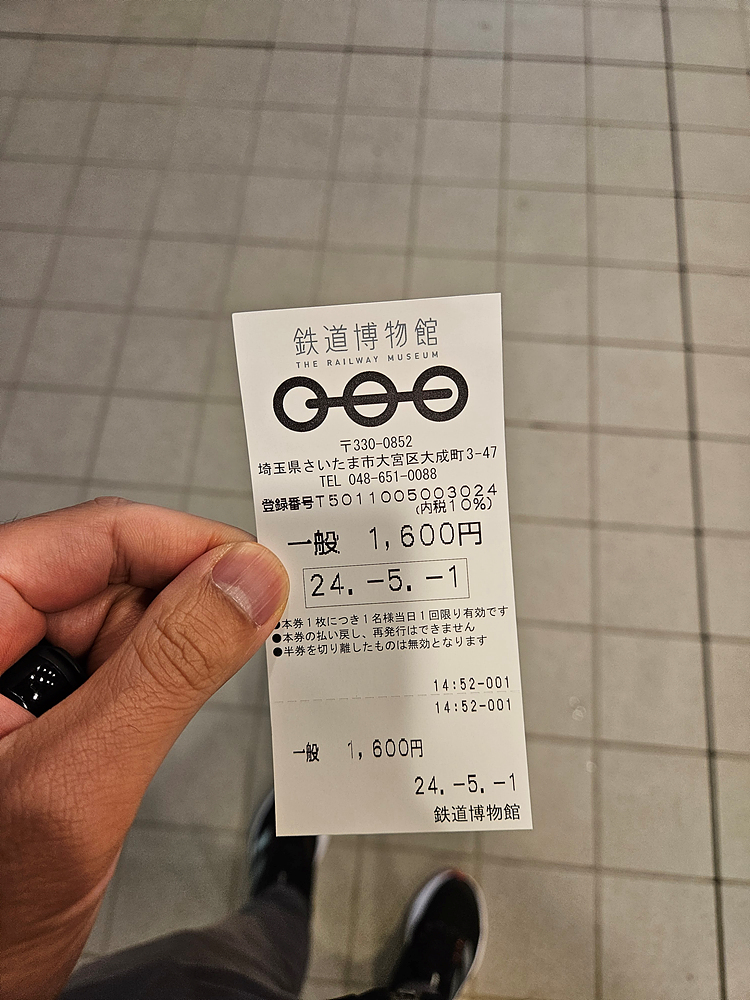 鉄道博物館
THE RAILWAY MUSEUM
〒330-0852
埼玉県さいたま市大宮区大成町3-47
TEL 048-651-0088
登録番号T5011005003024
(内税10%)
一般 1,600円
24.-5.-1
●本券1枚につき1名様当日1回限り有効です
●本券の払い戻し、再発行はできません
●半券を切り離したものは無効となります
14:52-001
14:52-001
一般 1,600円
24.-5.-1
鉄道博物館